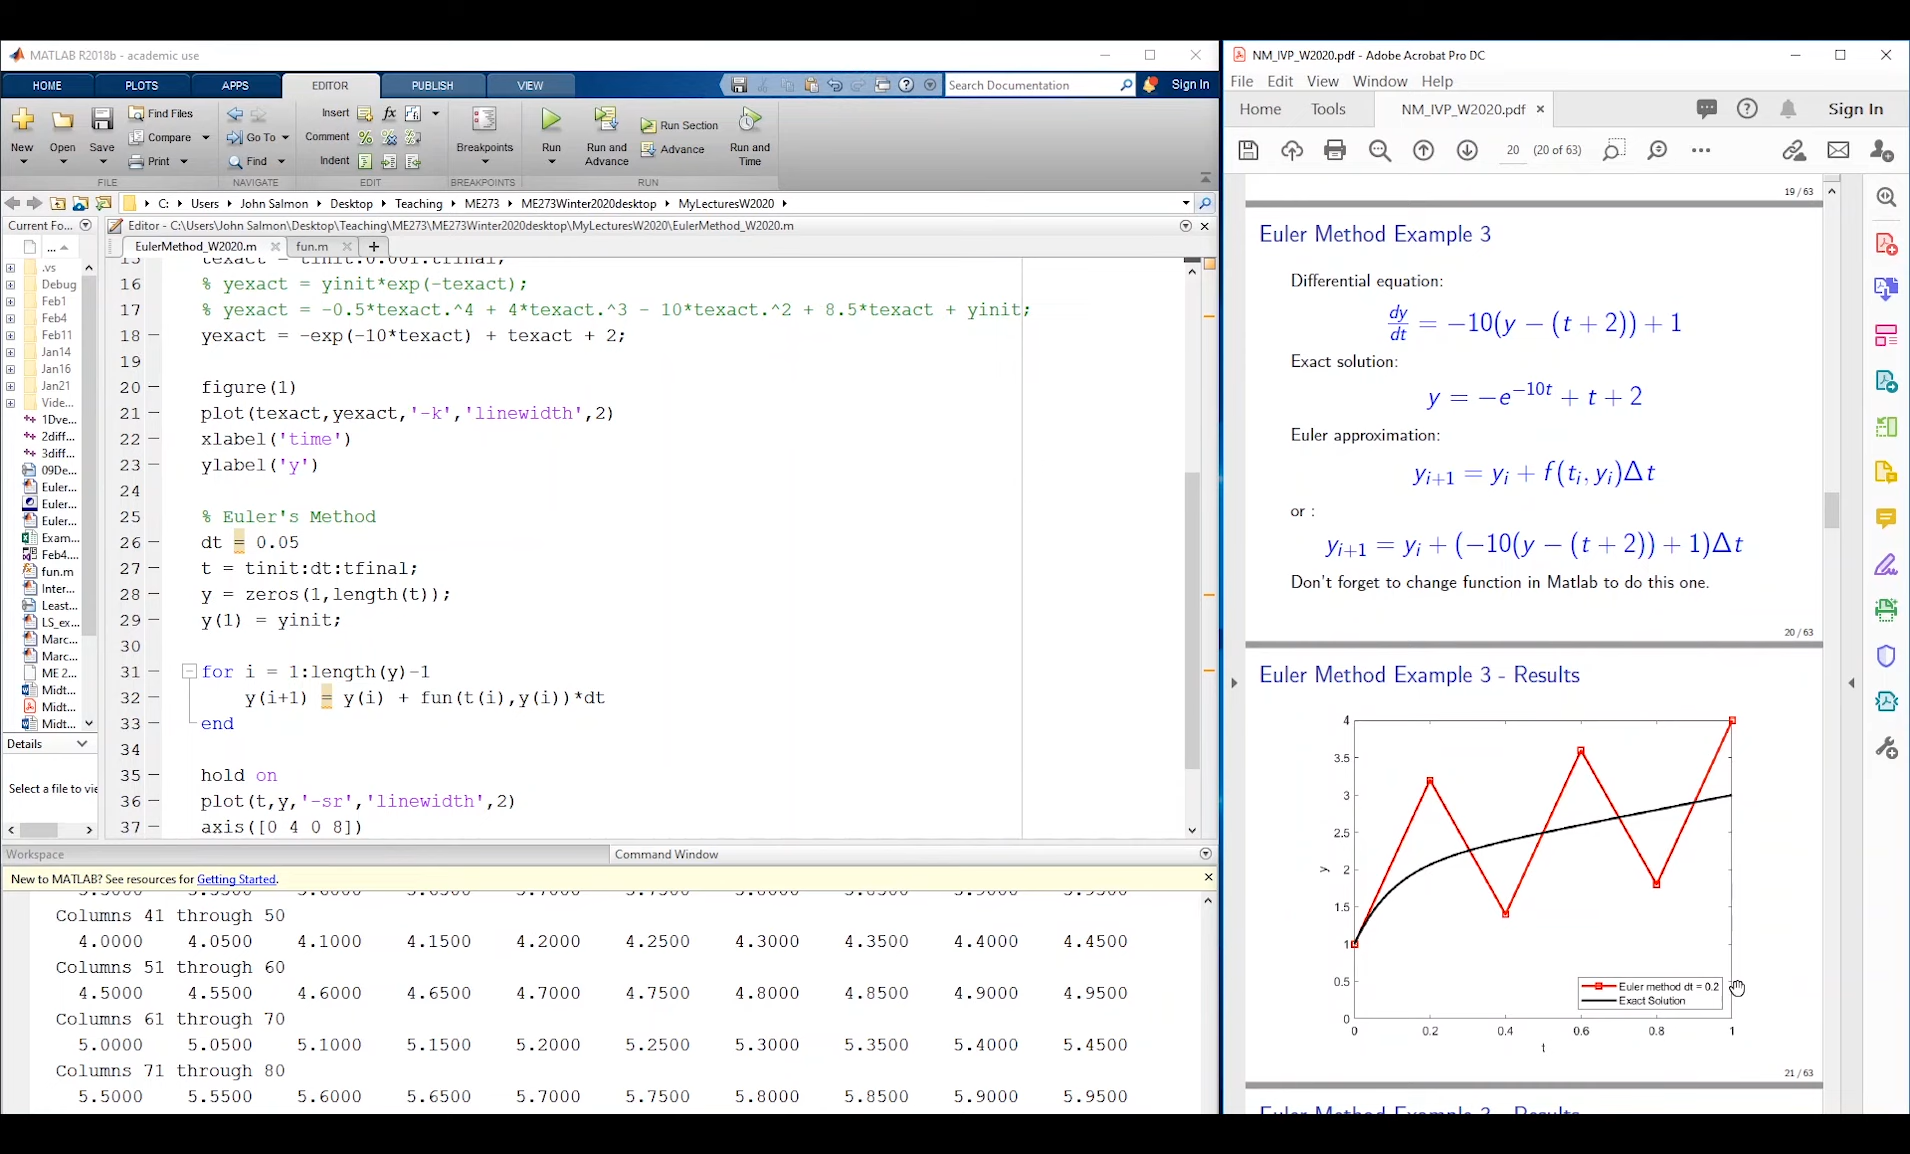 MATLAB R2018b - academic use
HOME PLOTS APPS EDITOR PUBLISH VIEW
Search Documentation
Sign In
New Open Save
Find Files
Compare
Print
Go To
Find
Insert
Comment
Indent
Breakpoints
Run
Run and Advance
Run Section
Advance
Run and Time
FILE NAVIGATE EDIT BREAKPOINTS RUN
C: Users John Salmon Desktop Teaching ME273 ME273Winter2020desktop MyLecturesW2020
Current Fo...
Editor - C:\Users\John Salmon\Desktop\Teaching\ME273\ME273Winter2020desktop\MyLecturesW2020\EulerMethod_W2020.m
EulerMethod_W2020.m fun.m
.vs
Debug
Feb1
Feb4
Feb11
Jan14
Jan16
Jan21
Vide...
1Dve...
2diff...
3diff...
09De...
Euler...
Euler...
Euler...
Exam...
Feb4...
fun.m
Inter...
Least...
LS_ex...
Marc...
Marc...
ME 2...
Midt...
Midt...
Midt...
Details
Select a file to vie
15 texact = tinit:0.001:tfinal;
16 % yexact = yinit*exp(-texact);
17 % yexact = -0.5*texact.^4 + 4*texact.^3 - 10*texact.^2 + 8.5*texact + yinit;
18 yexact = -exp(-10*texact) + texact + 2;
19
20 figure(1)
21 plot(texact,yexact,'-k','linewidth',2)
22 xlabel('time')
23 ylabel('y')
24
25 % Euler's Method
26 dt = 0.05
27 t = tinit:dt:tfinal;
28 y = zeros(1,length(t));
29 y(1) = yinit;
30
31 for i = 1:length(y)-1
32 y(i+1) = y(i) + fun(t(i),y(i))*dt
33 end
34
35 hold on
36 plot(t,y,'-sr','linewidth',2)
37 axis([0 4 0 8])
Workspace
Command Window
New to MATLAB? See resources for Getting Started.
Columns 41 through 50
4.0000 4.0500 4.1000 4.1500 4.2000 4.2500 4.3000 4.3500 4.4000 4.4500
Columns 51 through 60
4.5000 4.5500 4.6000 4.6500 4.7000 4.7500 4.8000 4.8500 4.9000 4.9500
Columns 61 through 70
5.0000 5.0500 5.1000 5.1500 5.2000 5.2500 5.3000 5.3500 5.4000 5.4500
Columns 71 through 80
5.5000 5.5500 5.6000 5.6500 5.7000 5.7500 5.8000 5.8500 5.9000 5.9500
NM_IVP_W2020.pdf - Adobe Acrobat Pro DC
File Edit View Window Help
Home Tools NM_IVP_W2020.pdf
Sign In
20 (20 of 63)
19 / 63
Euler Method Example 3
Differential equation:
dy/dt = −10(y − (t + 2)) + 1
Exact solution:
y = −e^{−10t} + t + 2
Euler approximation:
y_{i+1} = y_i + f(t_i, y_i)Δt
or :
y_{i+1} = y_i + (−10(y − (t + 2)) + 1)Δt
Don't forget to change function in Matlab to do this one.
20 / 63
Euler Method Example 3 - Results
4
3.5
3
2.5
2
1.5
1
0.5
0
y
Euler method dt = 0.2
Exact Solution
0 0.2 0.4 0.6 0.8 1
t
21 / 63
Euler Method Example 3 - Results